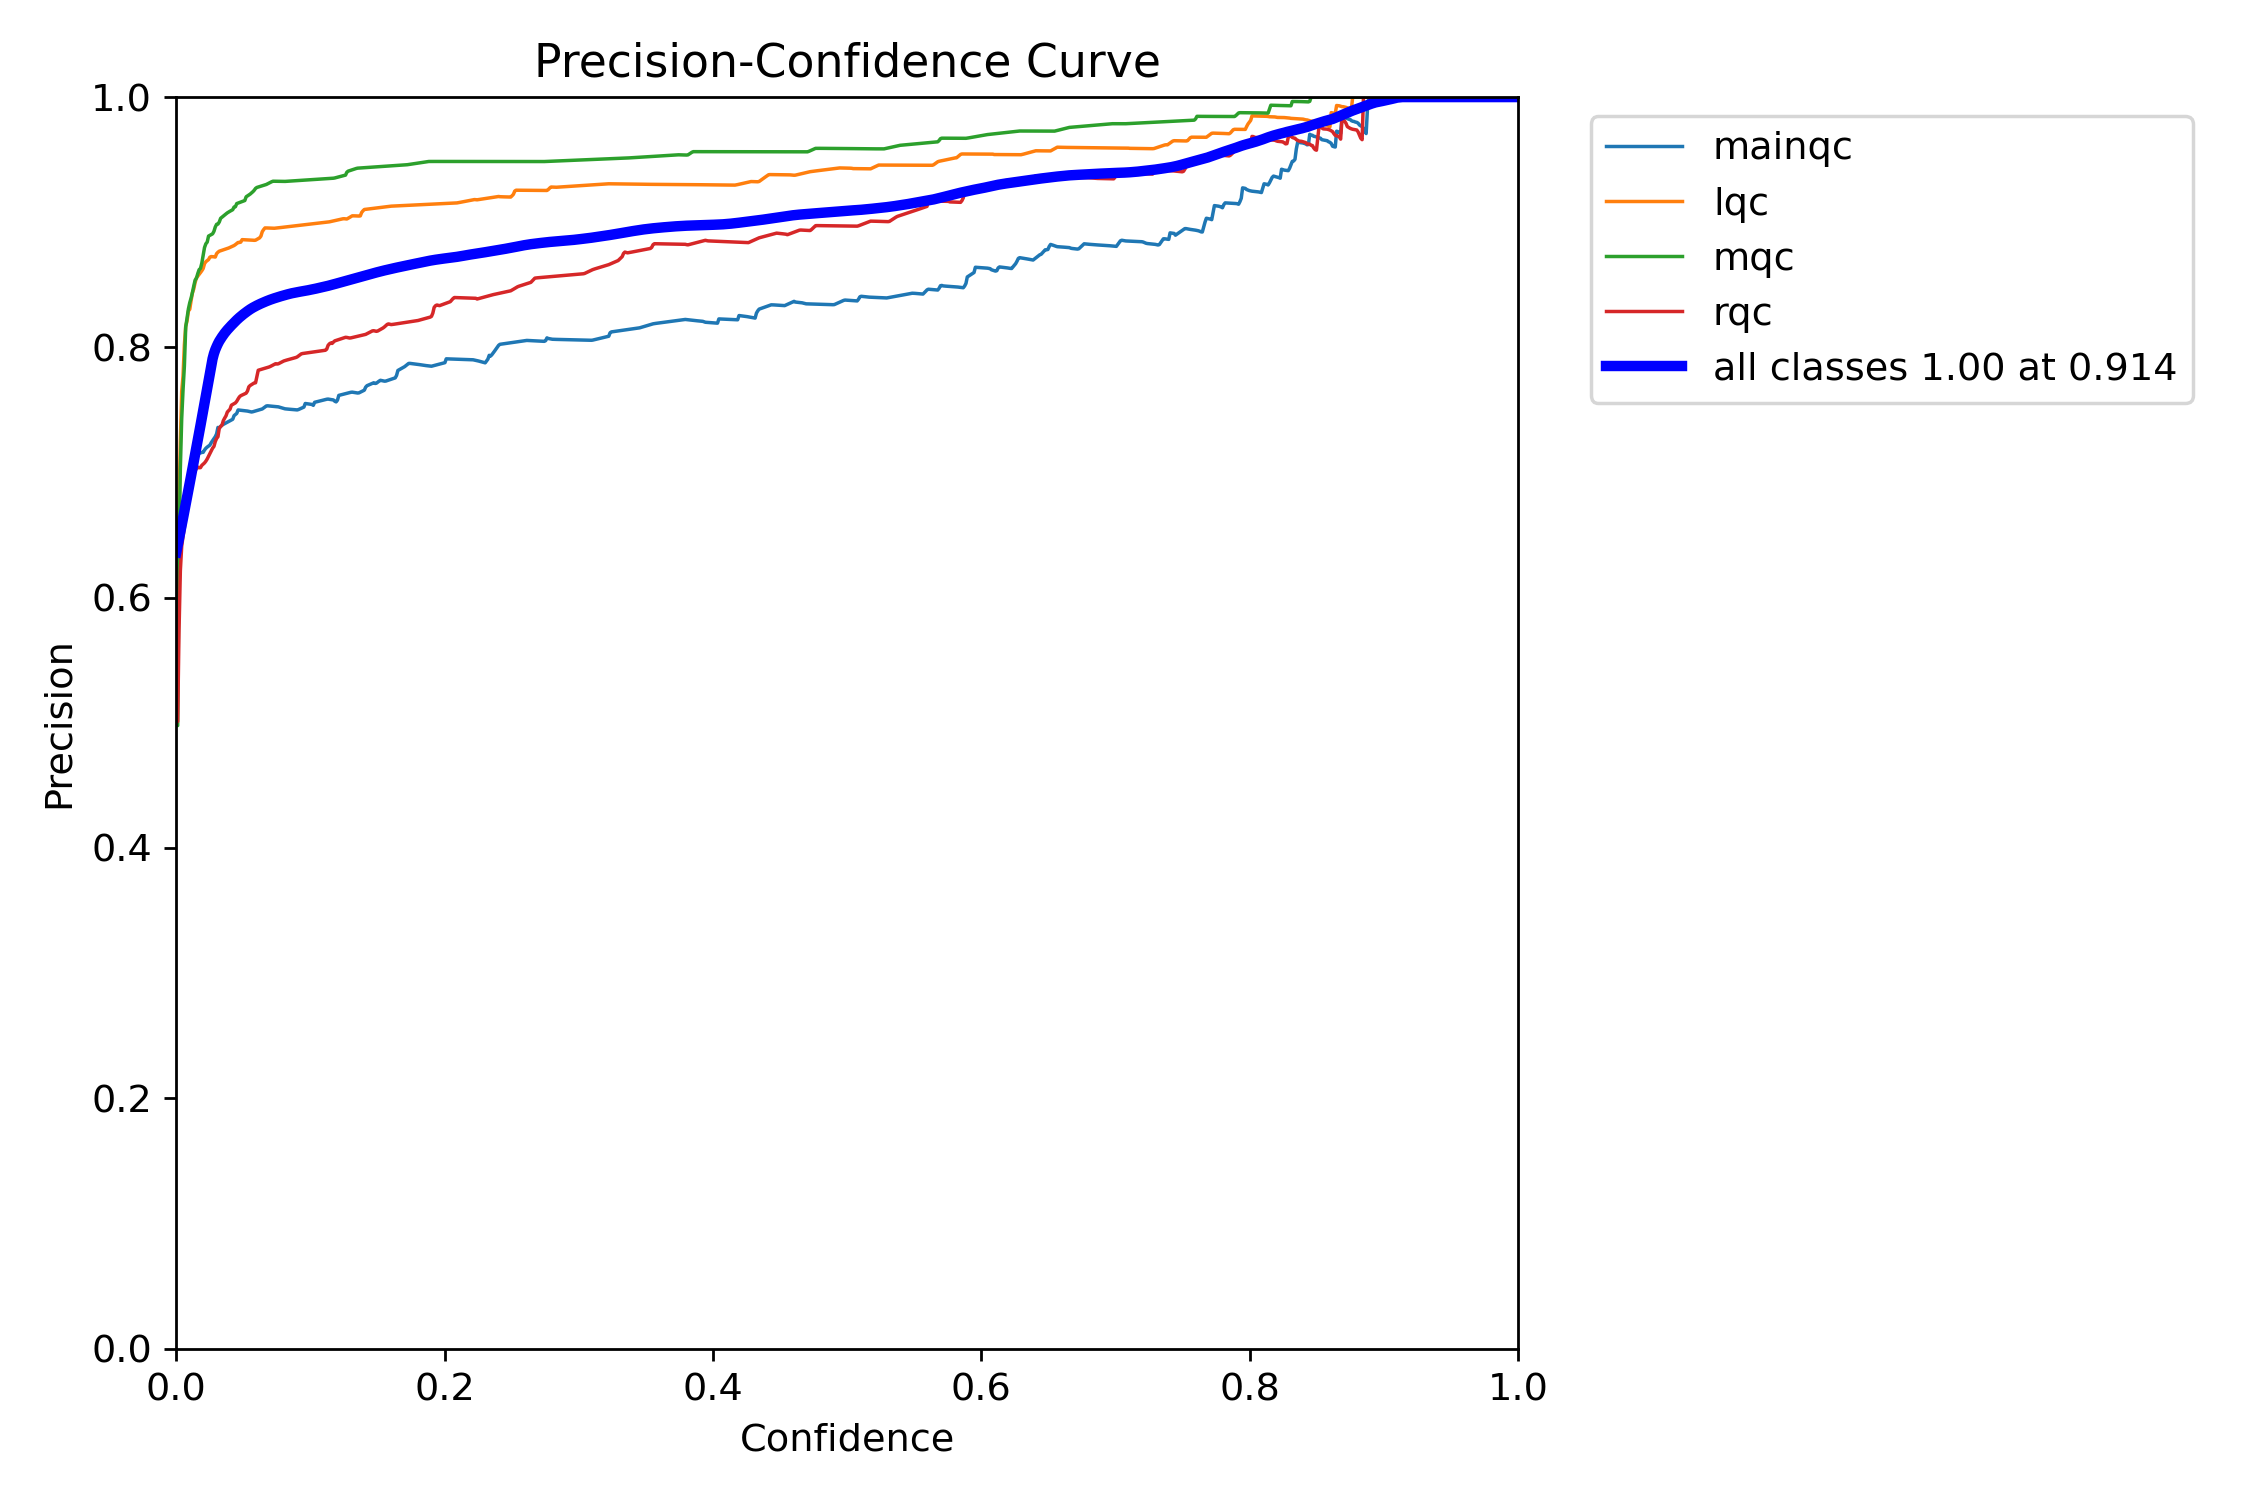 Precision-Confidence Curve
1.0
0.8
0.6
0.4
0.2
0.0
Precision
0.0 0.2 0.4 0.6 0.8 1.0
Confidence
mainqc
lqc
mqc
rqc
all classes 1.00 at 0.914